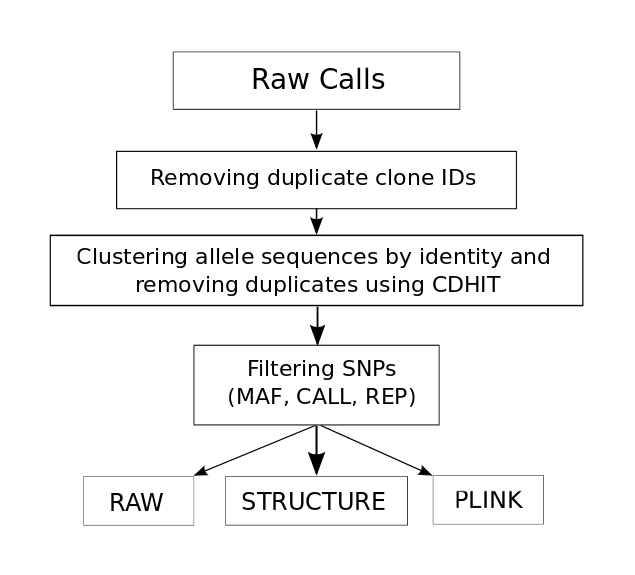 Raw Calls
Removing duplicate clone IDs
Clustering allele sequences by identity and
removing duplicates using CDHIT
Filtering SNPs
(MAF, CALL, REP)
RAW
STRUCTURE
PLINK